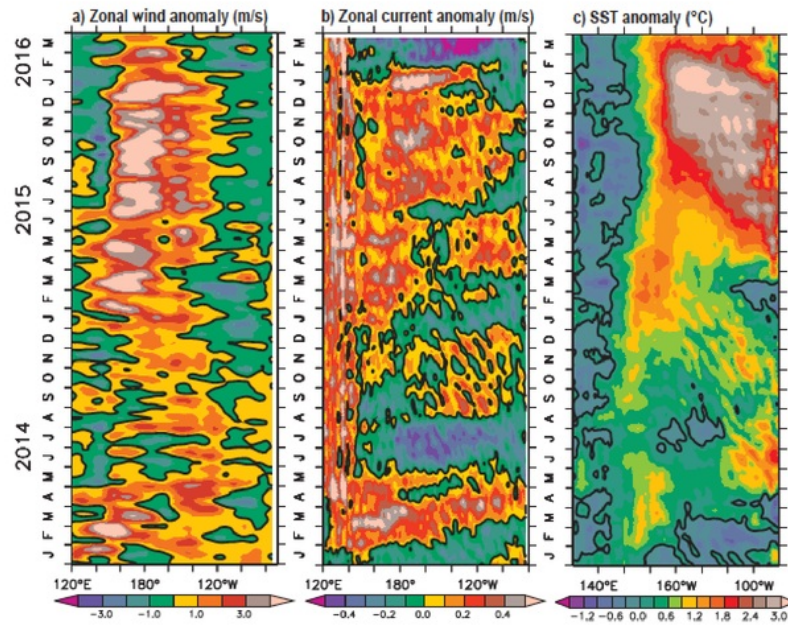 a) Zonal wind anomaly (m/s)
b) Zonal current anomaly (m/s)
c) SST anomaly (°C)
2016
2015
2014
M
F
J
D
N
O
S
A
J
J
M
A
M
F
J
D
N
O
S
A
J
J
M
A
M
F
J
M
F
J
D
N
O
S
A
J
J
M
A
M
F
J
D
N
O
S
A
J
J
M
A
M
F
J
M
F
J
D
N
O
S
A
J
J
M
A
M
F
J
D
N
O
S
A
J
J
M
A
M
F
J
120°E 180° 120°W
120°E 180° 120°W
140°E 160°W 100°W
-3.0 -1.0 1.0 3.0
-0.4 -0.2 0.0 0.2 0.4
-1.2 -0.6 0.0 0.6 1.2 1.8 2.4 3.0